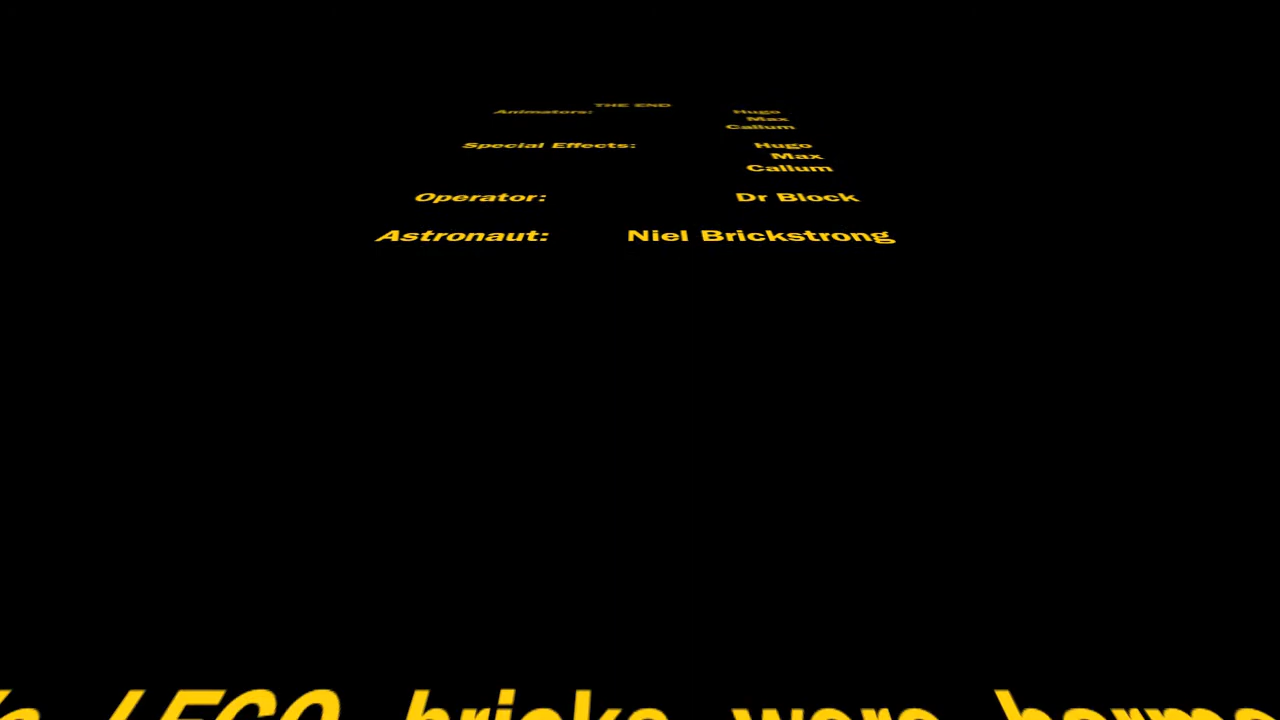 THE END
Animators: Hugo
Max
Callum
Special Effects: Hugo
Max
Callum
Operator: Dr Block
Astronaut: Niel Brickstrong
LEGO bricks were